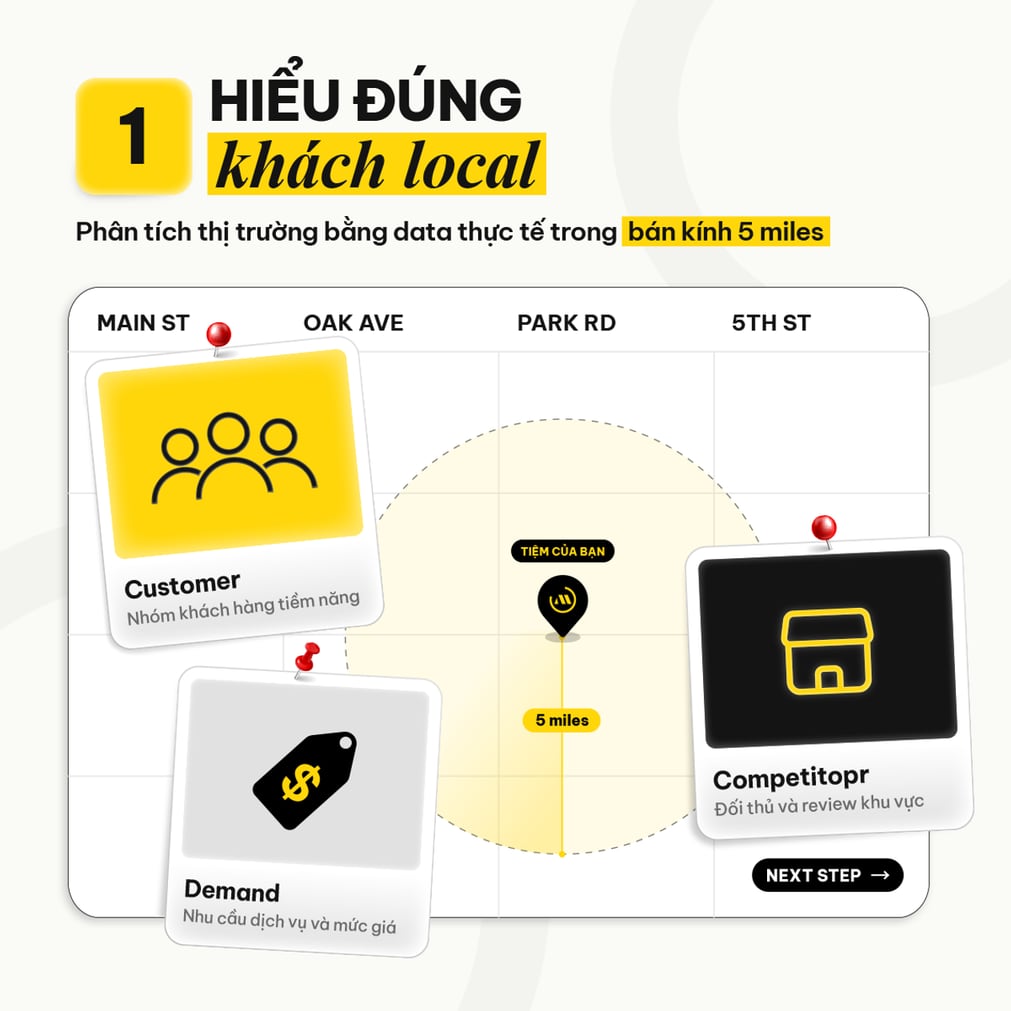 1
HIỂU ĐÚNG
khách local
Phân tích thị trường bằng data thực tế trong bán kính 5 miles
MAIN ST
OAK AVE
PARK RD
5TH ST
Customer
Nhóm khách hàng tiềm năng
TIỆM CỦA BẠN
5 miles
Competitopr
Đối thủ và review khu vực
Demand
Nhu cầu dịch vụ và mức giá
NEXT STEP →